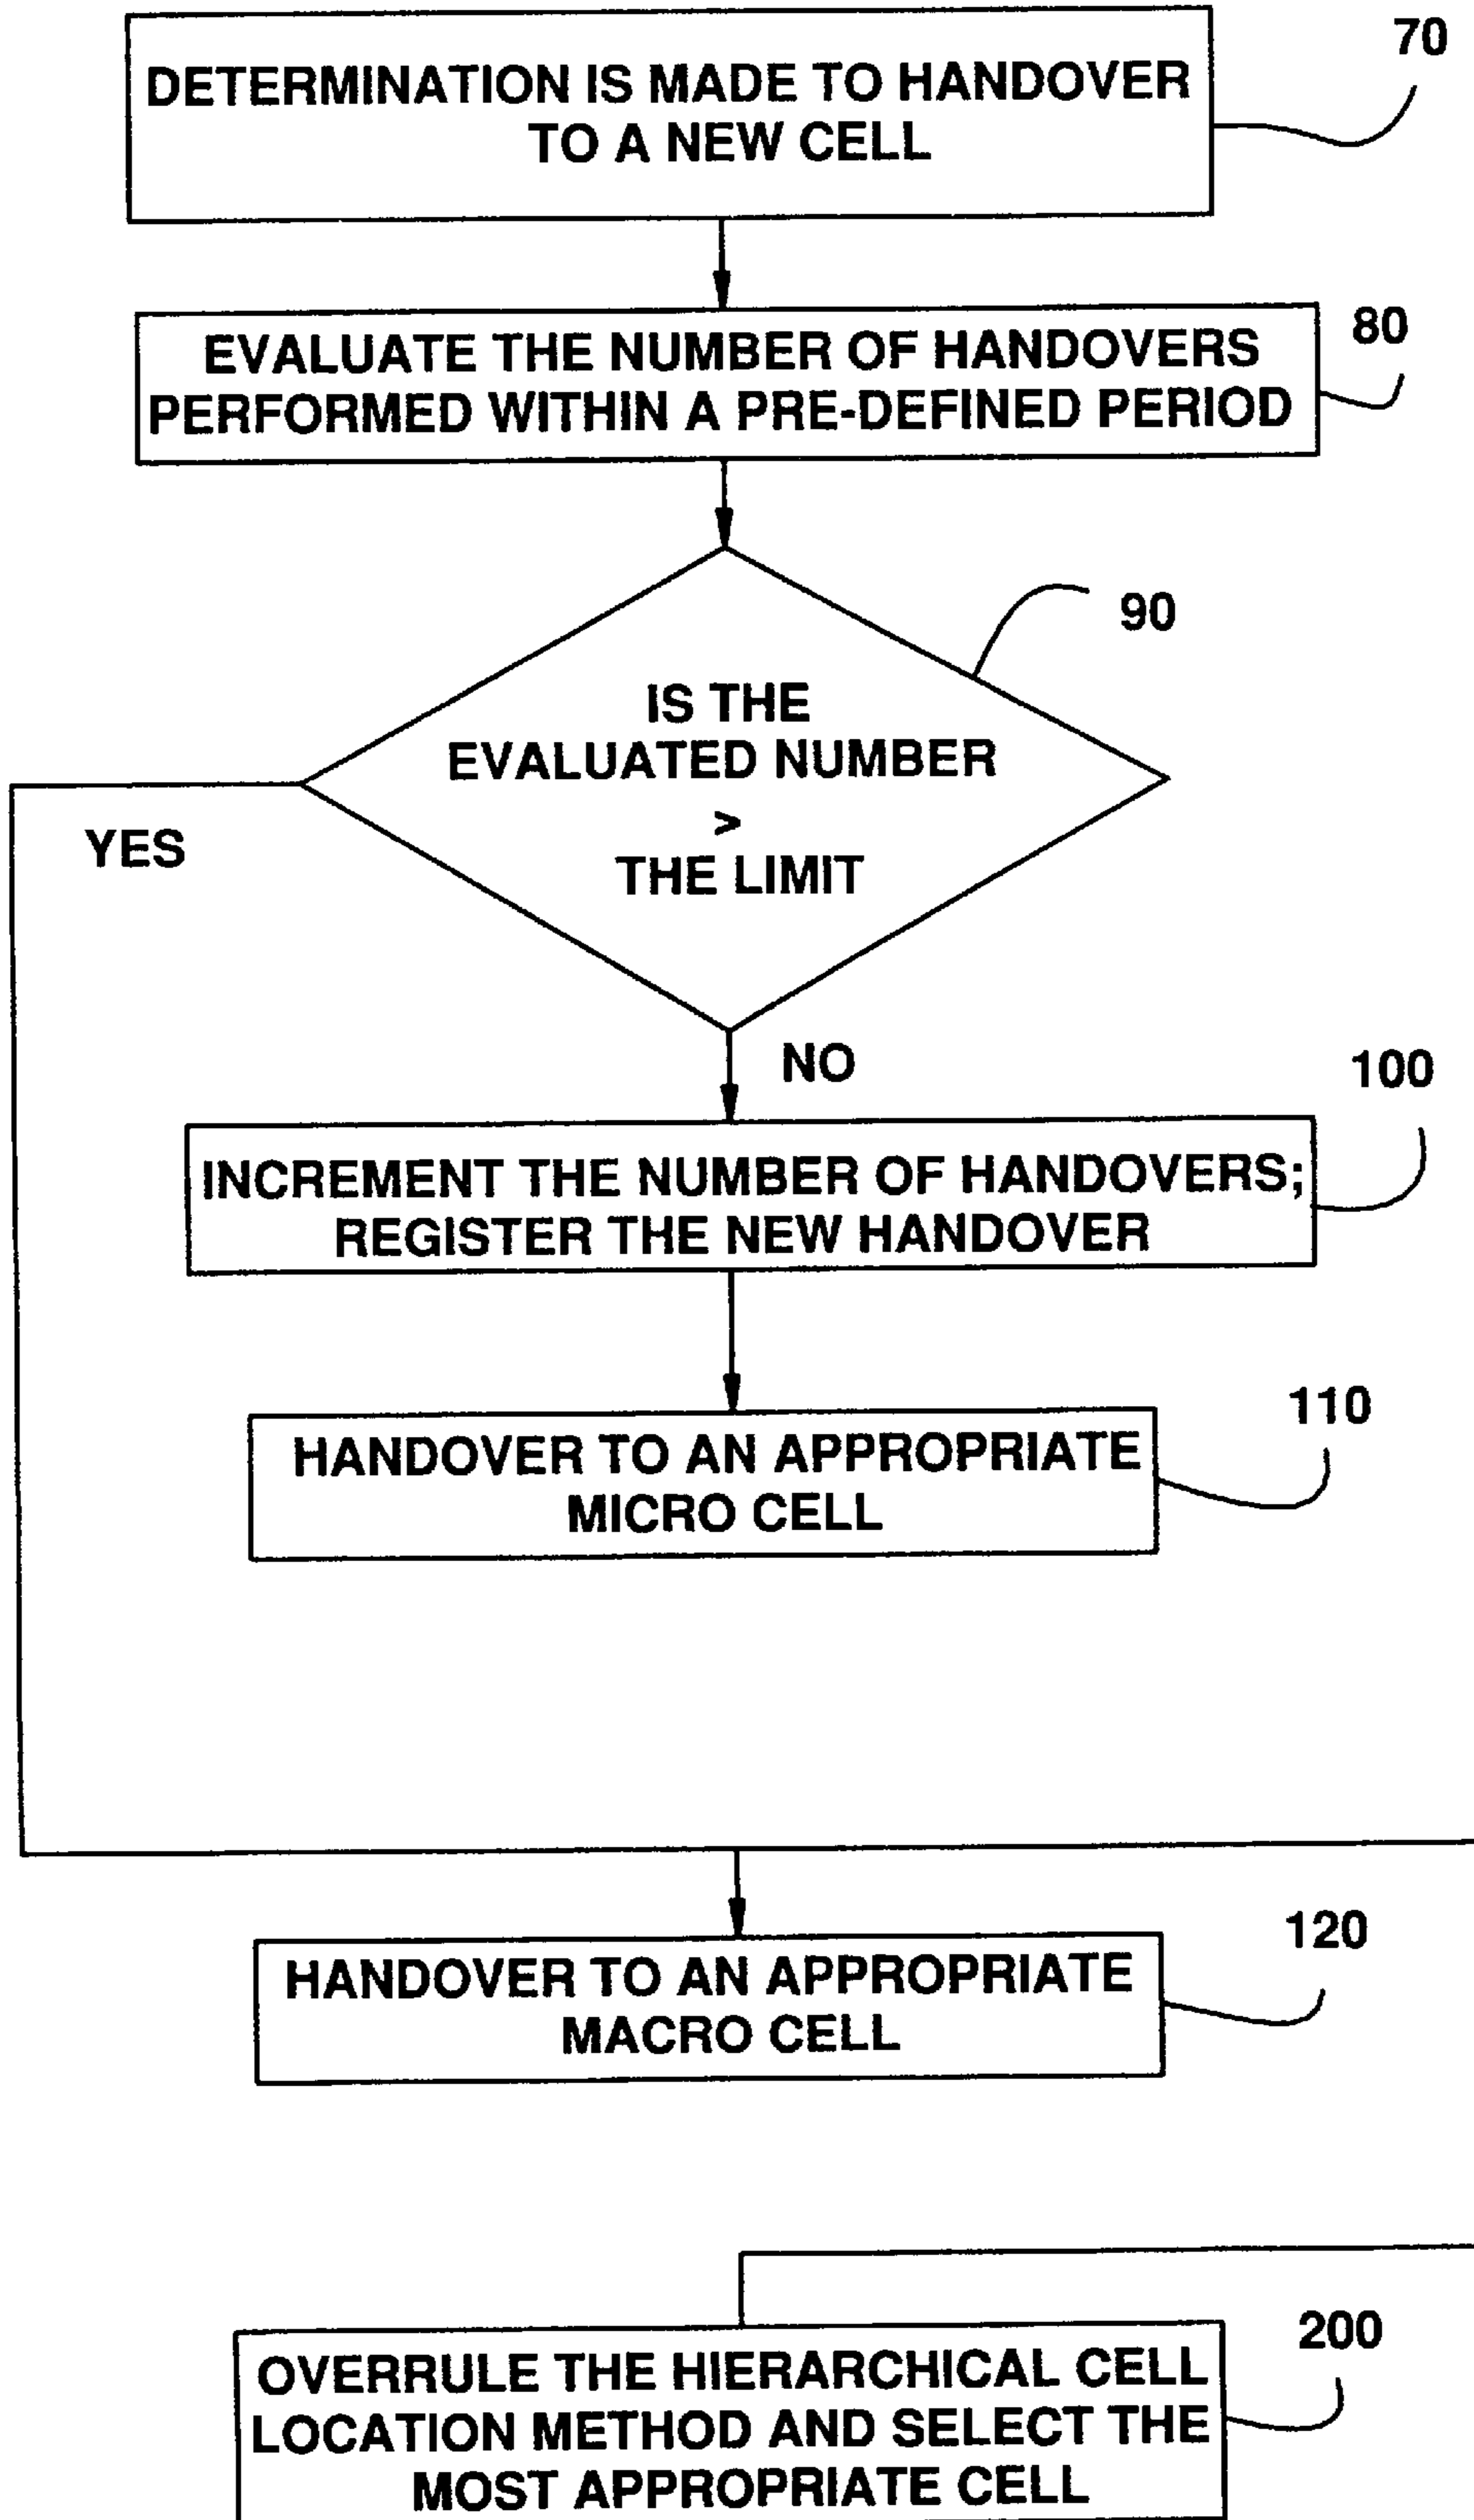 70
DETERMINATION IS MADE TO HANDOVER
TO A NEW CELL
80
EVALUATE THE NUMBER OF HANDOVERS
PERFORMED WITHIN A PRE-DEFINED PERIOD
90
IS THE
EVALUATED NUMBER
>
THE LIMIT
YES
NO
100
INCREMENT THE NUMBER OF HANDOVERS;
REGISTER THE NEW HANDOVER
110
HANDOVER TO AN APPROPRIATE
MICRO CELL
120
HANDOVER TO AN APPROPRIATE
MACRO CELL
200
OVERRULE THE HIERARCHICAL CELL
LOCATION METHOD AND SELECT THE
MOST APPROPRIATE CELL